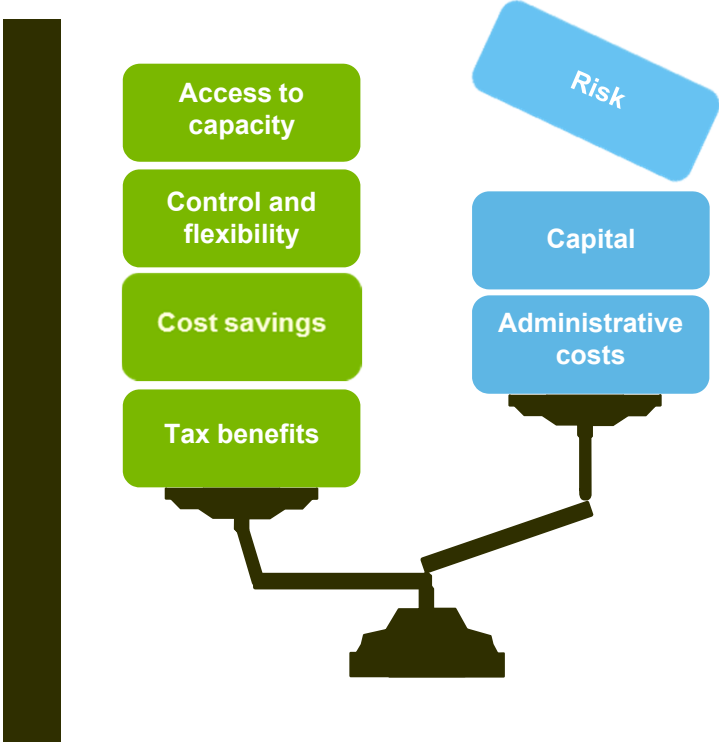 Access to
capacity
Control and
flexibility
Cost savings
Tax benefits
Risk
Capital
Administrative
costs